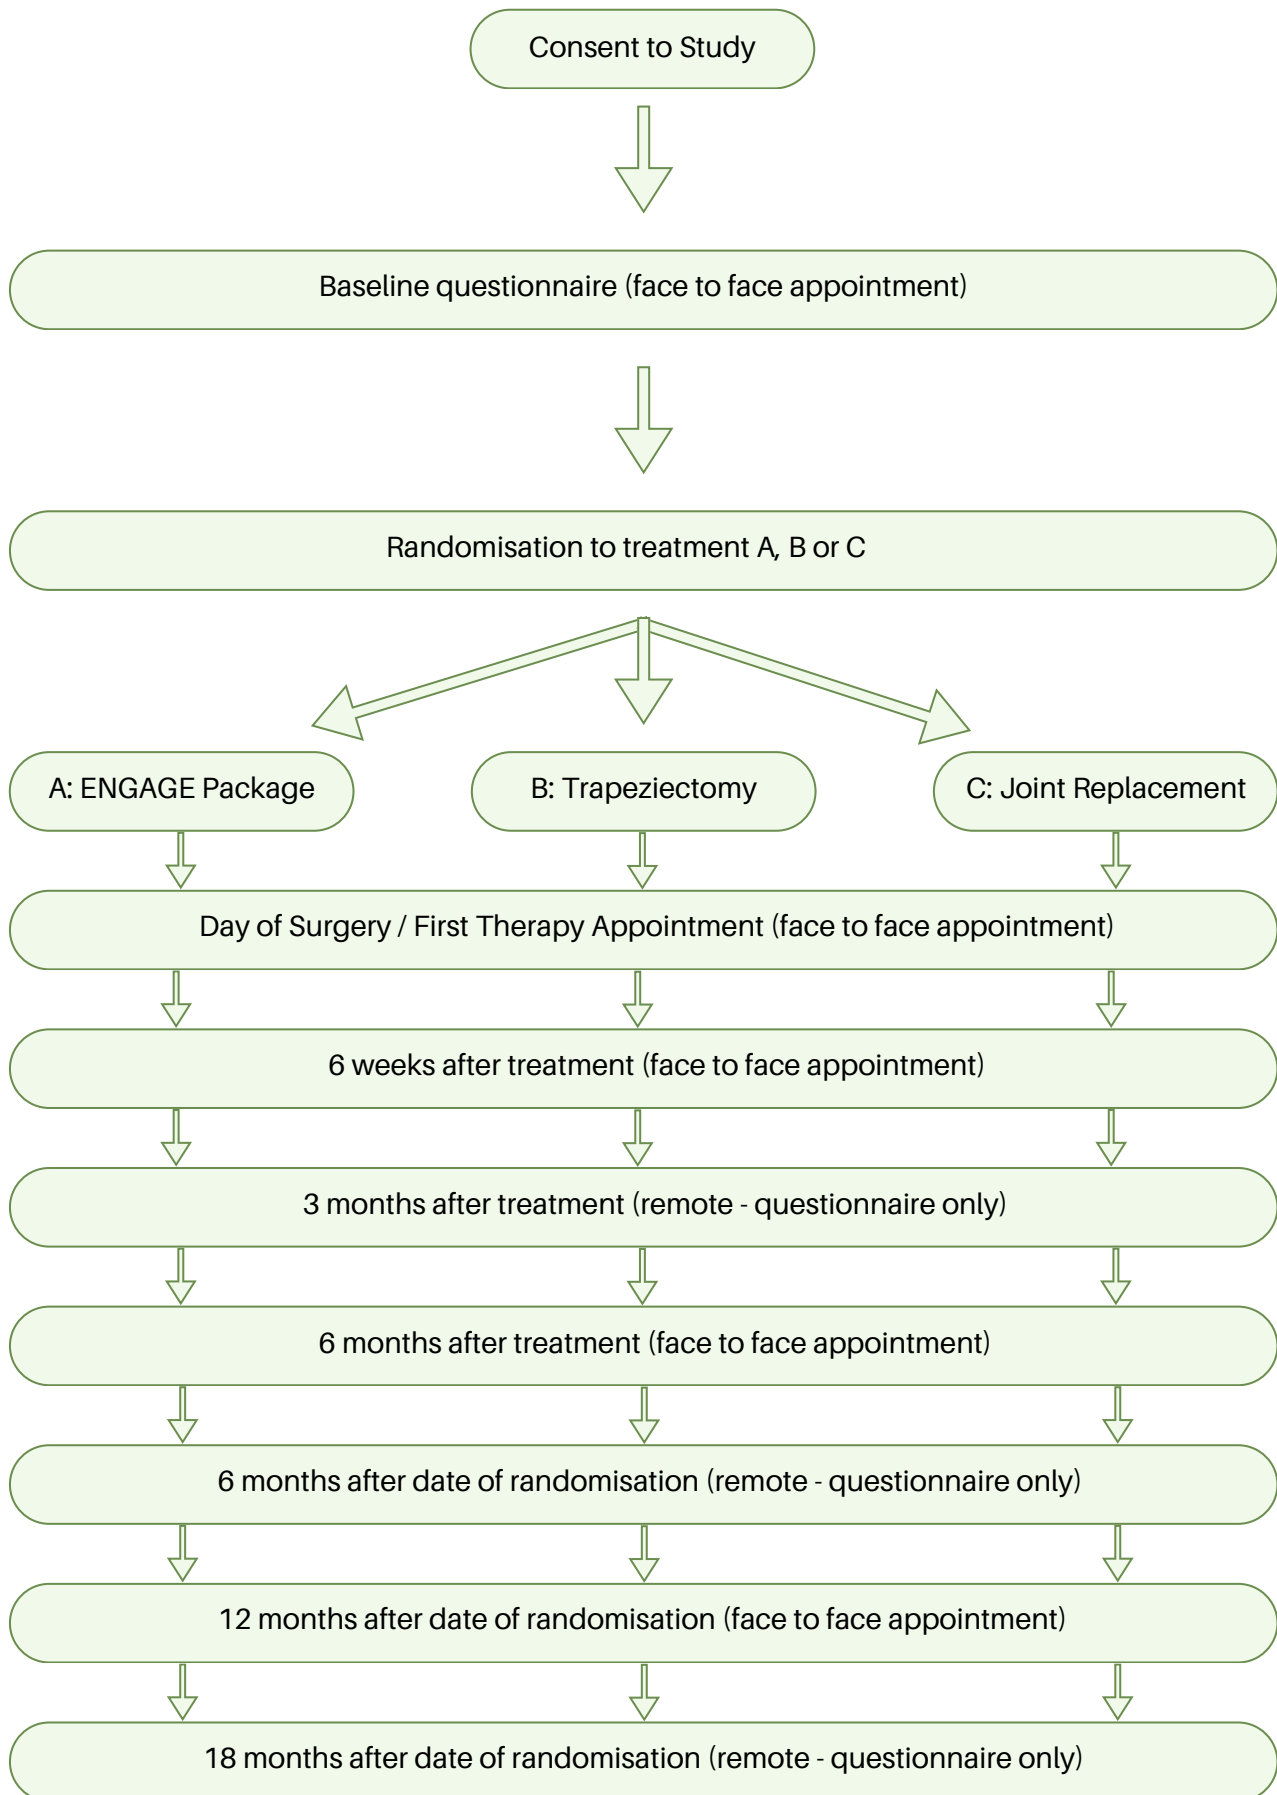 Consent to Study
Baseline questionnaire (face to face appointment)
Randomisation to treatment A, B or C
A: ENGAGE Package
B: Trapeziectomy
C: Joint Replacement
Day of Surgery / First Therapy Appointment (face to face appointment)
6 weeks after treatment (face to face appointment)
3 months after treatment (remote - questionnaire only)
6 months after treatment (face to face appointment)
6 months after date of randomisation (remote - questionnaire only)
12 months after date of randomisation (face to face appointment)
18 months after date of randomisation (remote - questionnaire only)